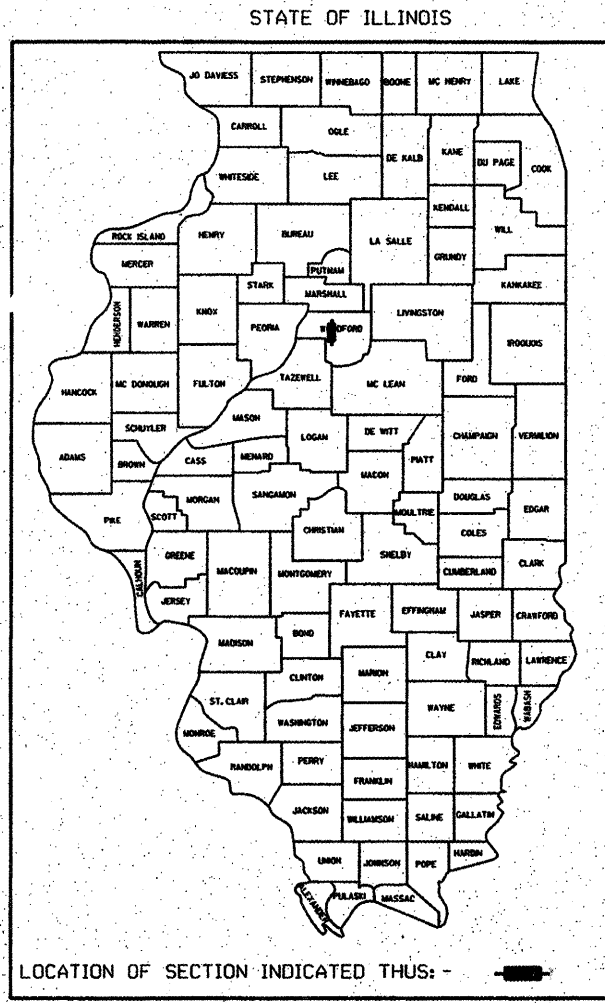 STATE OF ILLINOIS
JO DAVIESS STEPHENSON WINNEBAGO BOONE MC HENRY LAKE
CARROLL OGLE DE KALB KANE DU PAGE COOK
WHITESIDE LEE KENDALL WILL
ROCK ISLAND HENRY BUREAU LA SALLE GRUNDY
MERCER PUTNAM KANKAKEE
STARK MARSHALL
HENDERSON WARREN KNOX PEORIA WOODFORD LIVINGSTON IROQUOIS
HANCOCK MC DONOUGH FULTON TAZEWELL MC LEAN FORD
SCHUYLER MASON LOGAN DE WITT CHAMPAIGN VERMILION
ADAMS BROWN CASS MENARD MACON PIATT
PIKE SCOTT MORGAN SANGAMON CHRISTIAN MOULTRIE DOUGLAS EDGAR
COLES
CALHOUN GREENE MACOUPIN MONTGOMERY SHELBY CUMBERLAND CLARK
JERSEY FAYETTE EFFINGHAM JASPER CRAWFORD
MADISON BOND CLAY RICHLAND LAWRENCE
CLINTON MARION
ST. CLAIR WAYNE EDWARDS WABASH
MONROE WASHINGTON JEFFERSON
RANDOLPH PERRY HAMILTON WHITE
FRANKLIN
JACKSON WILLIAMSON SALINE GALLATIN
UNION JOHNSON POPE HARDIN
ALEXANDER PULASKI MASSAC
LOCATION OF SECTION INDICATED THUS: -